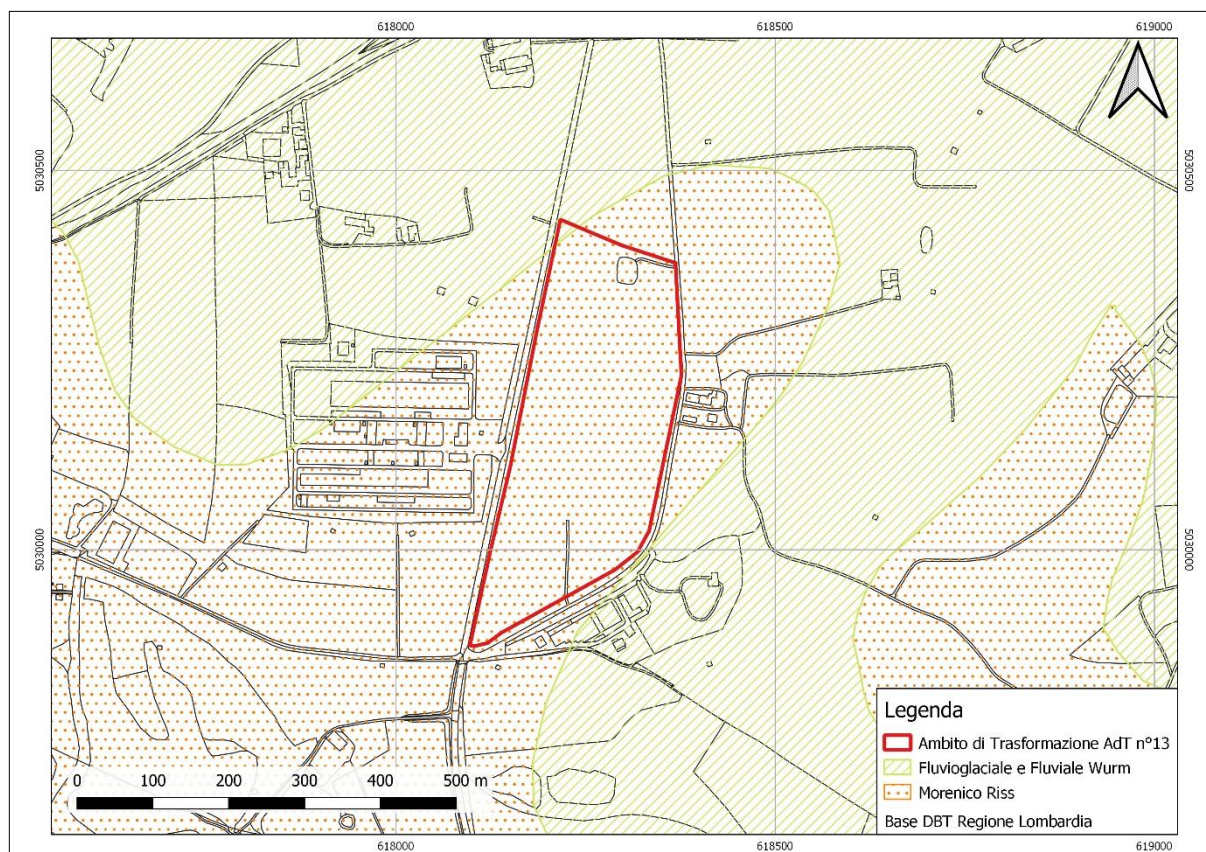 618000 618500 619000
5030500 5030500
5030000 5030000
Legenda
Ambito di Trasformazione AdT n°13
Fluvioglaciale e Fluviale Wurm
Morenico Riss
Base DBT Regione Lombardia
0 100 200 300 400 500 m
618000 618500 619000